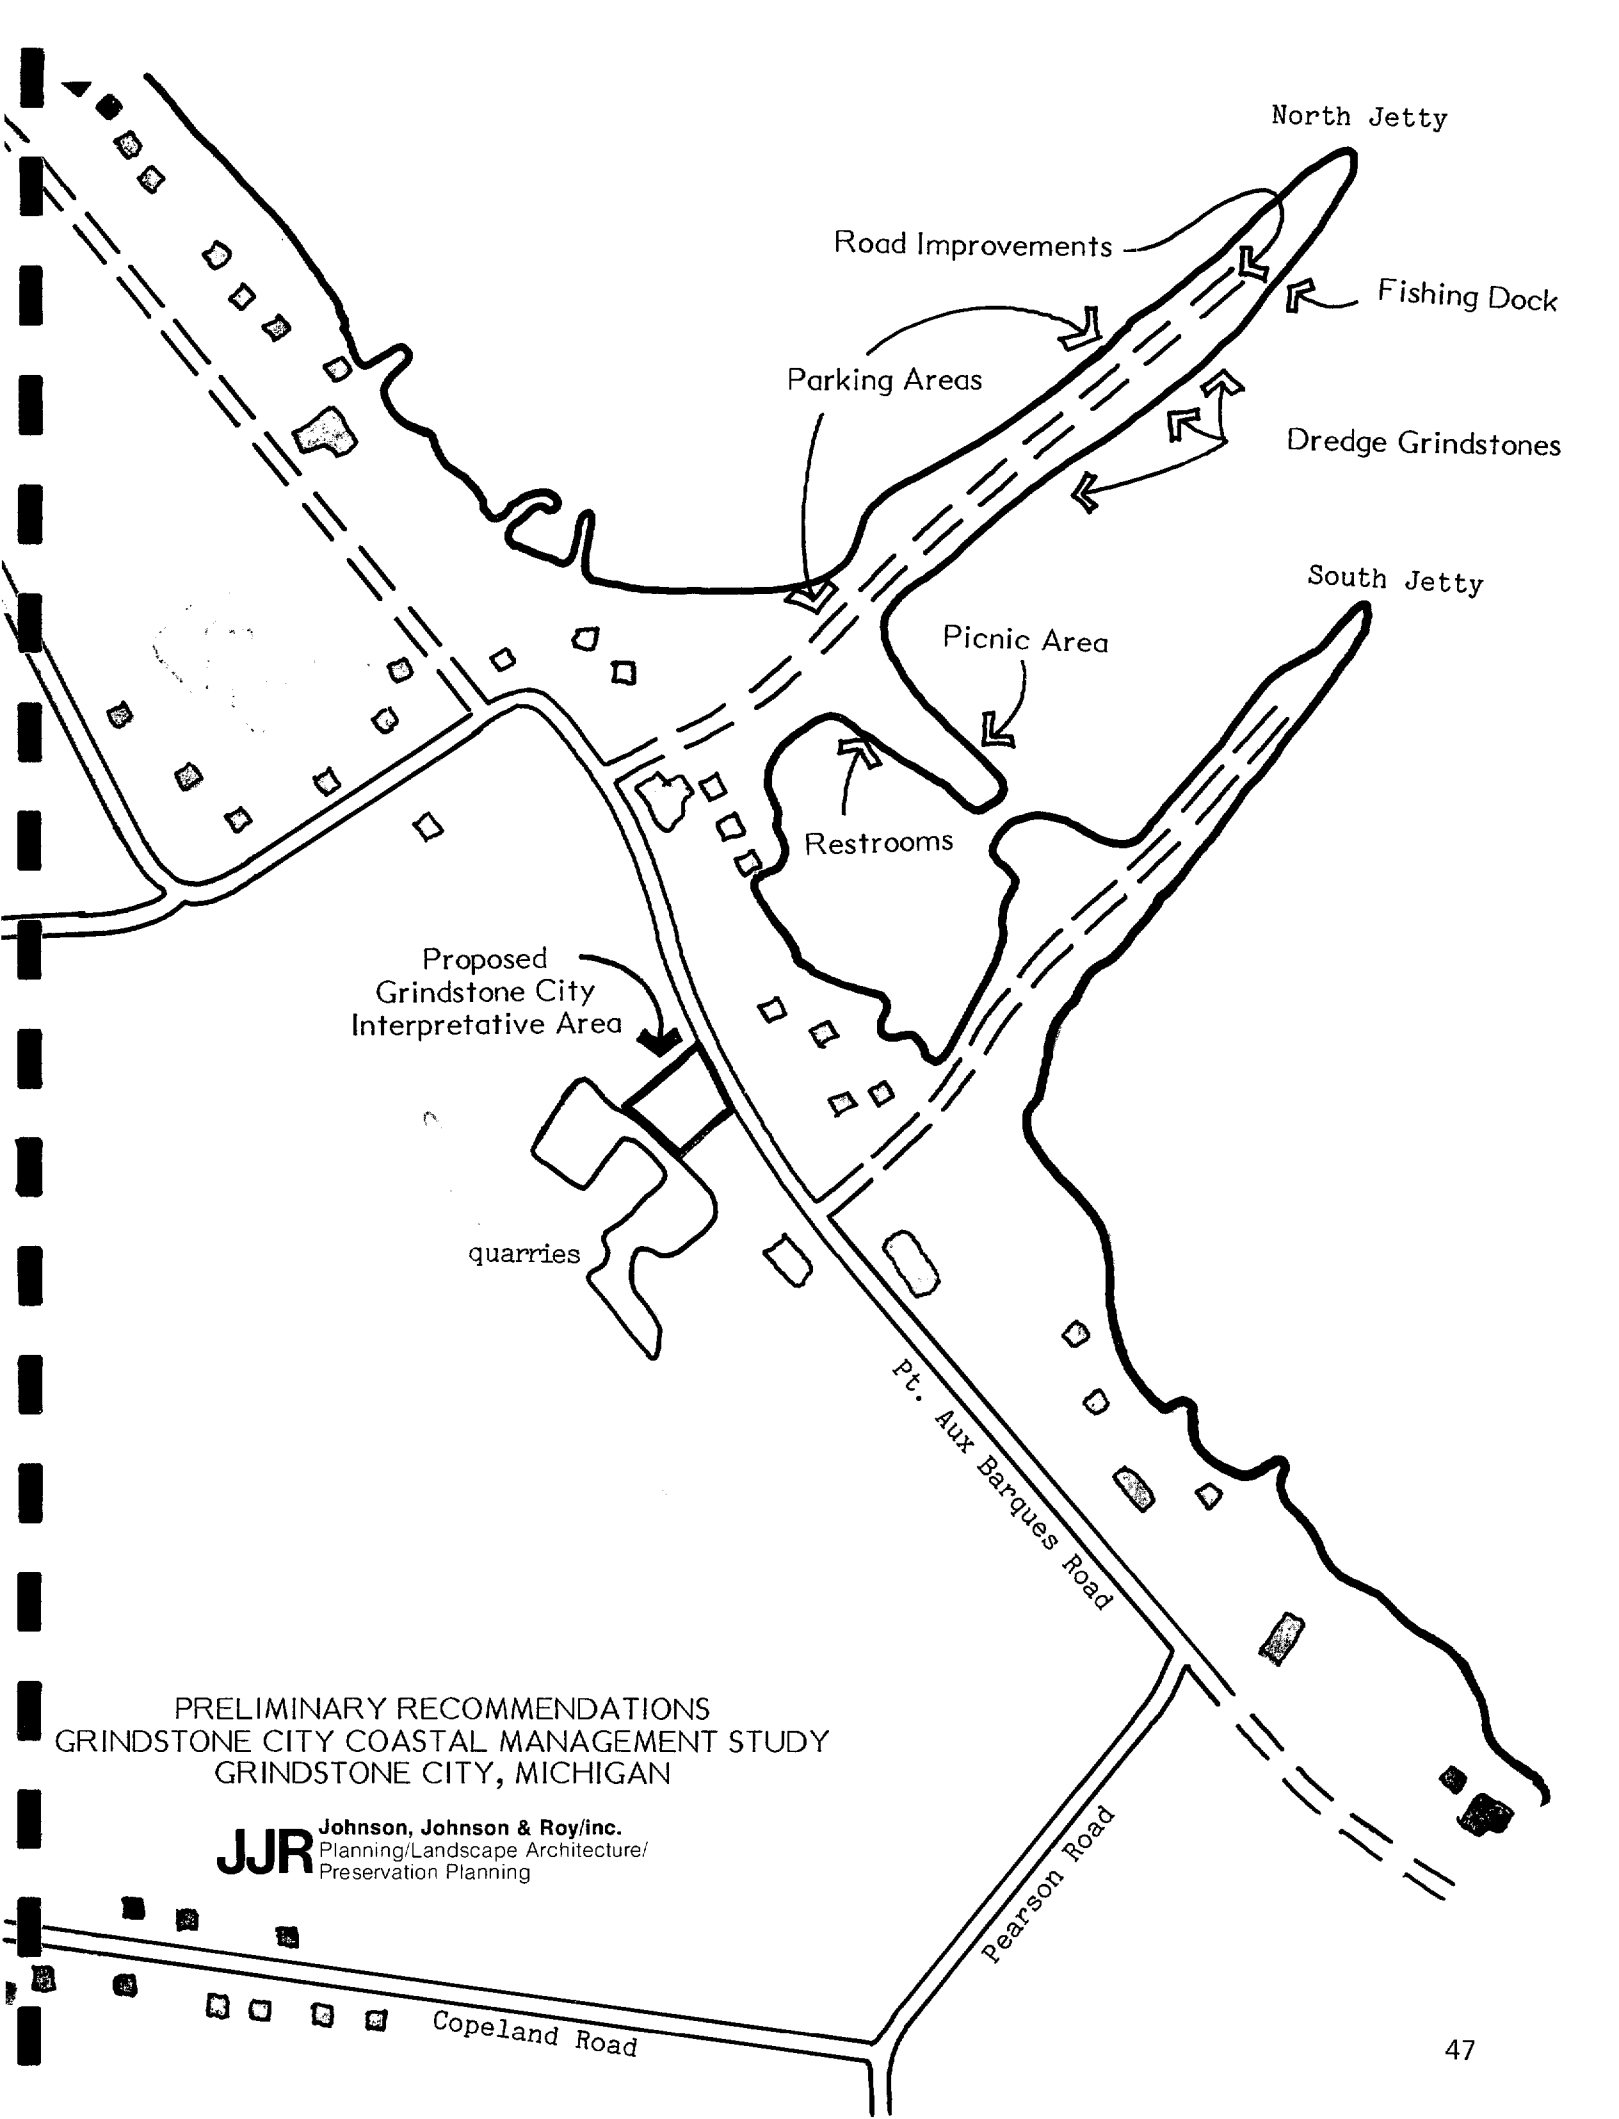 North Jetty
Road Improvements
Fishing Dock
Parking Areas
Dredge Grindstones
South Jetty
Picnic Area
Restrooms
Proposed
Grindstone City
Interpretative Area
quarries
Pt. Aux Barques Road
PRELIMINARY RECOMMENDATIONS
GRINDSTONE CITY COASTAL MANAGEMENT STUDY
GRINDSTONE CITY, MICHIGAN
JJR
Johnson, Johnson & Roy/inc.
Planning/Landscape Architecture/
Preservation Planning
Pearson Road
Copeland Road
47